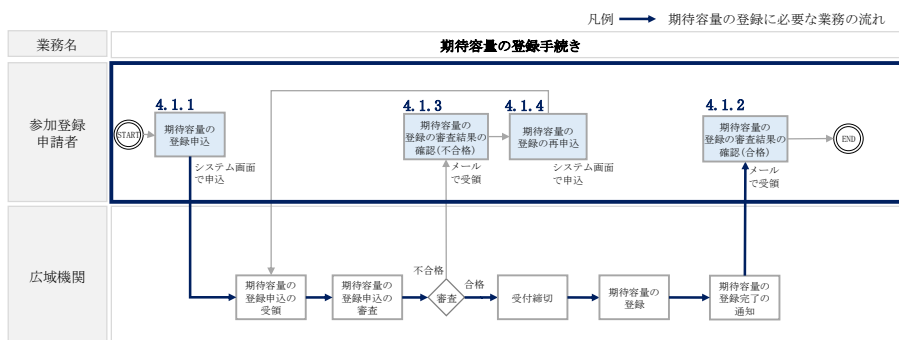 凡例 期待容量の登録に必要な業務の流れ
業務名
期待容量の登録手続き
参加登録
申請者
START
4.1.1
期待容量の
登録申込
システム画面
で申込
4.1.3
期待容量の
登録の審査結果の
確認(不合格)
メール
で受領
4.1.4
期待容量の
登録の再申込
システム画面
で申込
4.1.2
期待容量の
登録の審査結果の
確認(合格)
メール
で受領
END
広域機関
期待容量の
登録申込の
受領
期待容量の
登録申込の
審査
不合格
審査
合格
受付締切
期待容量の
登録
期待容量の
登録完了の
通知